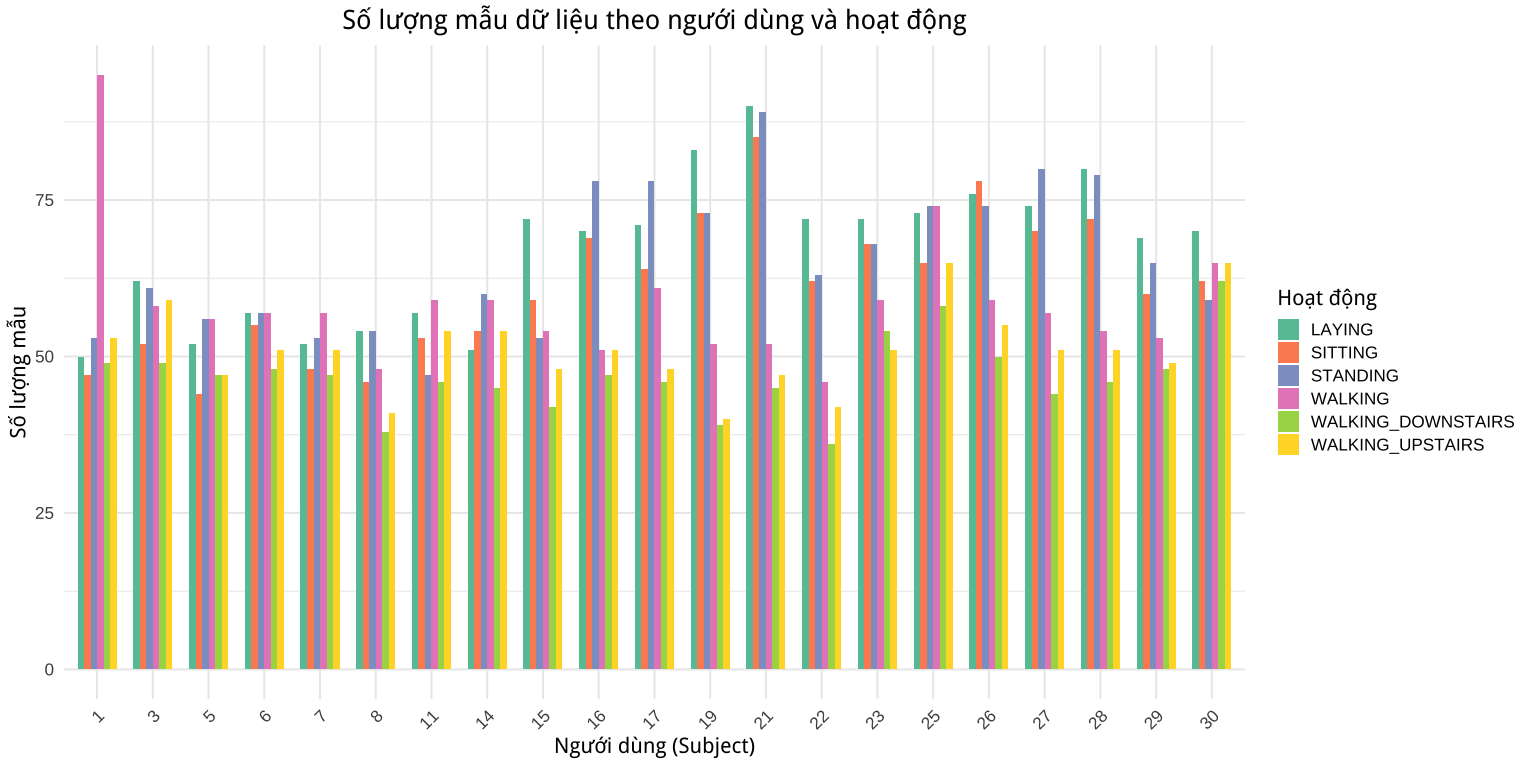 Số lượng mẫu dữ liệu theo người dùng và hoạt động
Số lượng mẫu
75
50
25
0
1 3 5 6 7 8 11 14 15 16 17 19 21 22 23 25 26 27 28 29 30
Người dùng (Subject)
Hoạt động
LAYING
SITTING
STANDING
WALKING
WALKING_DOWNSTAIRS
WALKING_UPSTAIRS